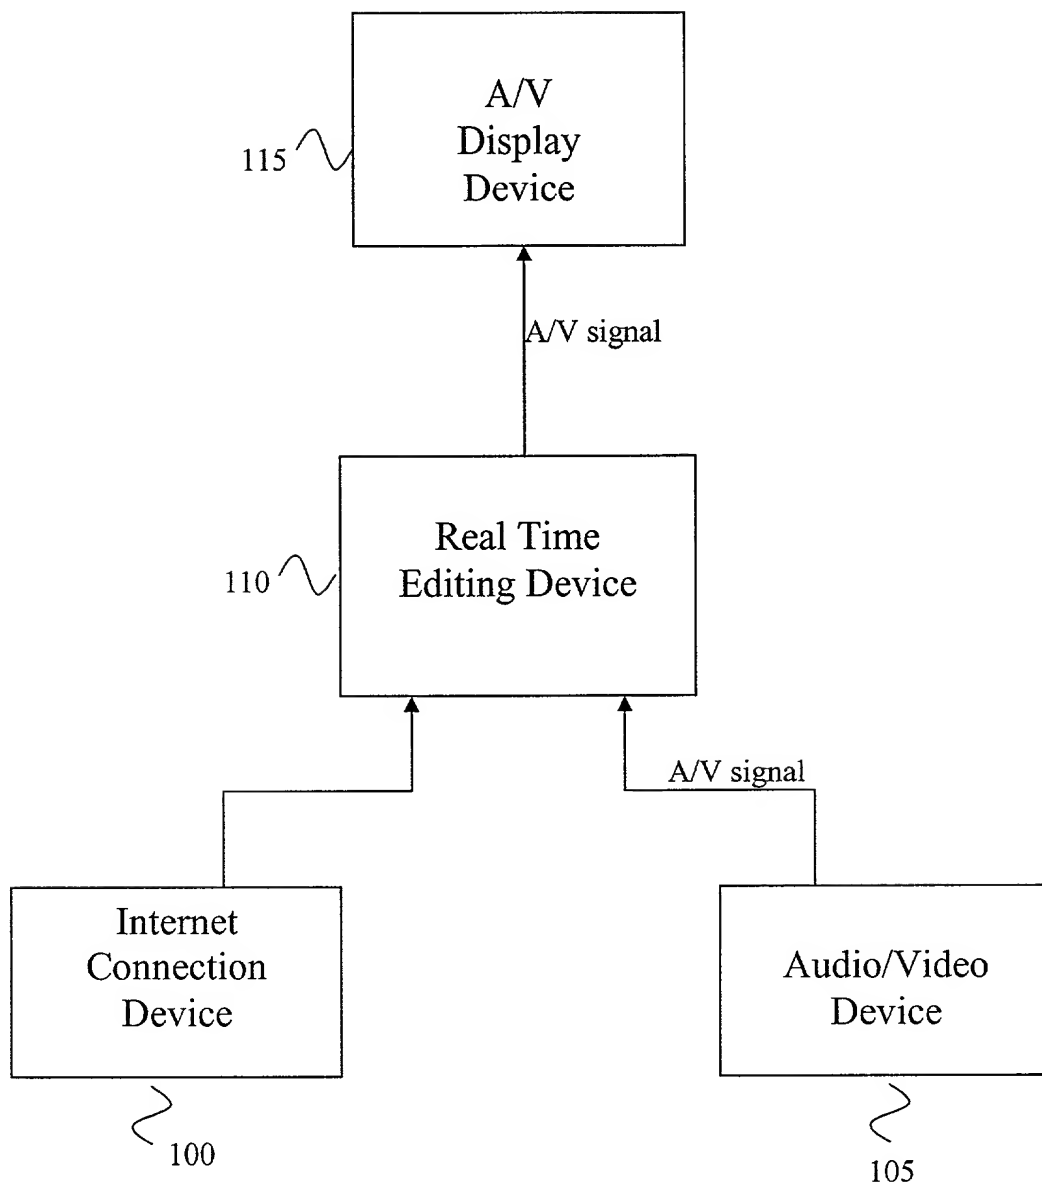 A/V
Display
Device
115
A/V signal
Real Time
Editing Device
110
A/V signal
Internet
Connection
Device
Audio/Video
Device
100
105